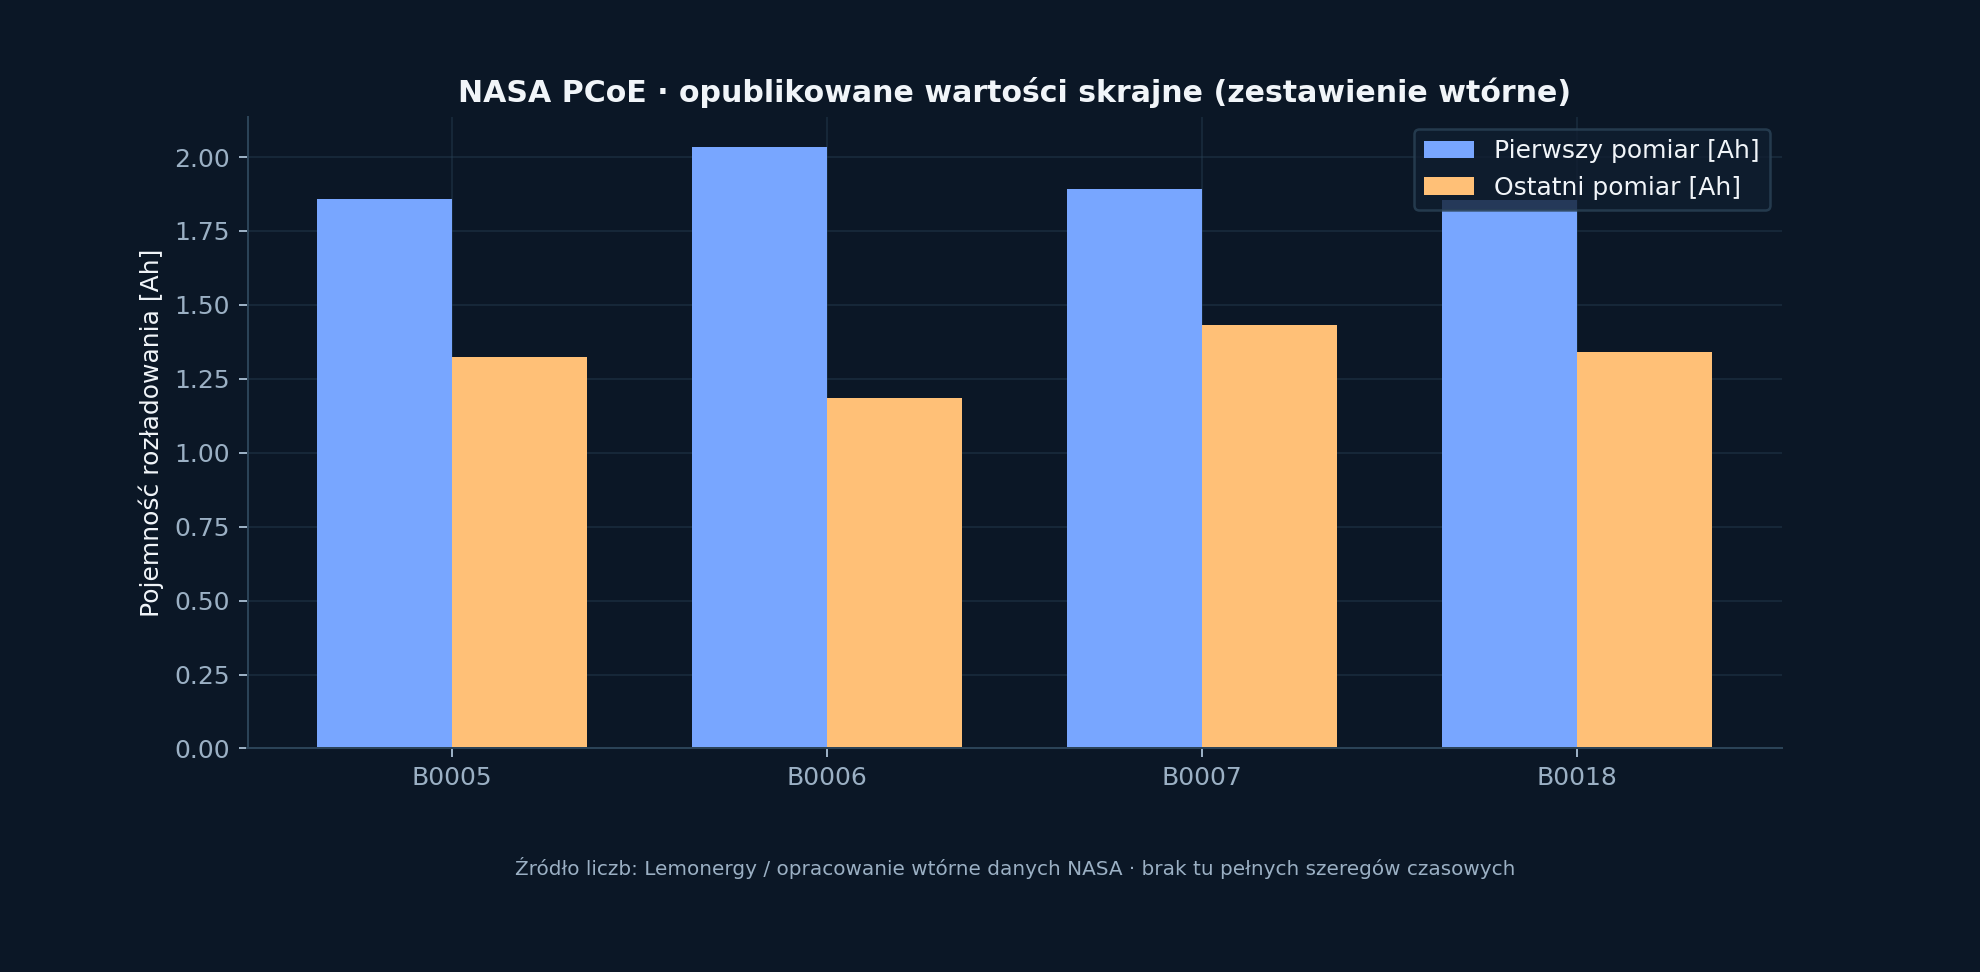 NASA PCoE · opublikowane wartości skrajne (zestawienie wtórne)
Pierwszy pomiar [Ah]
Ostatni pomiar [Ah]
Pojemność rozładowania [Ah]
2.00
1.75
1.50
1.25
1.00
0.75
0.50
0.25
0.00
B0005 B0006 B0007 B0018
Źródło liczb: Lemonergy / opracowanie wtórne danych NASA · brak tu pełnych szeregów czasowych